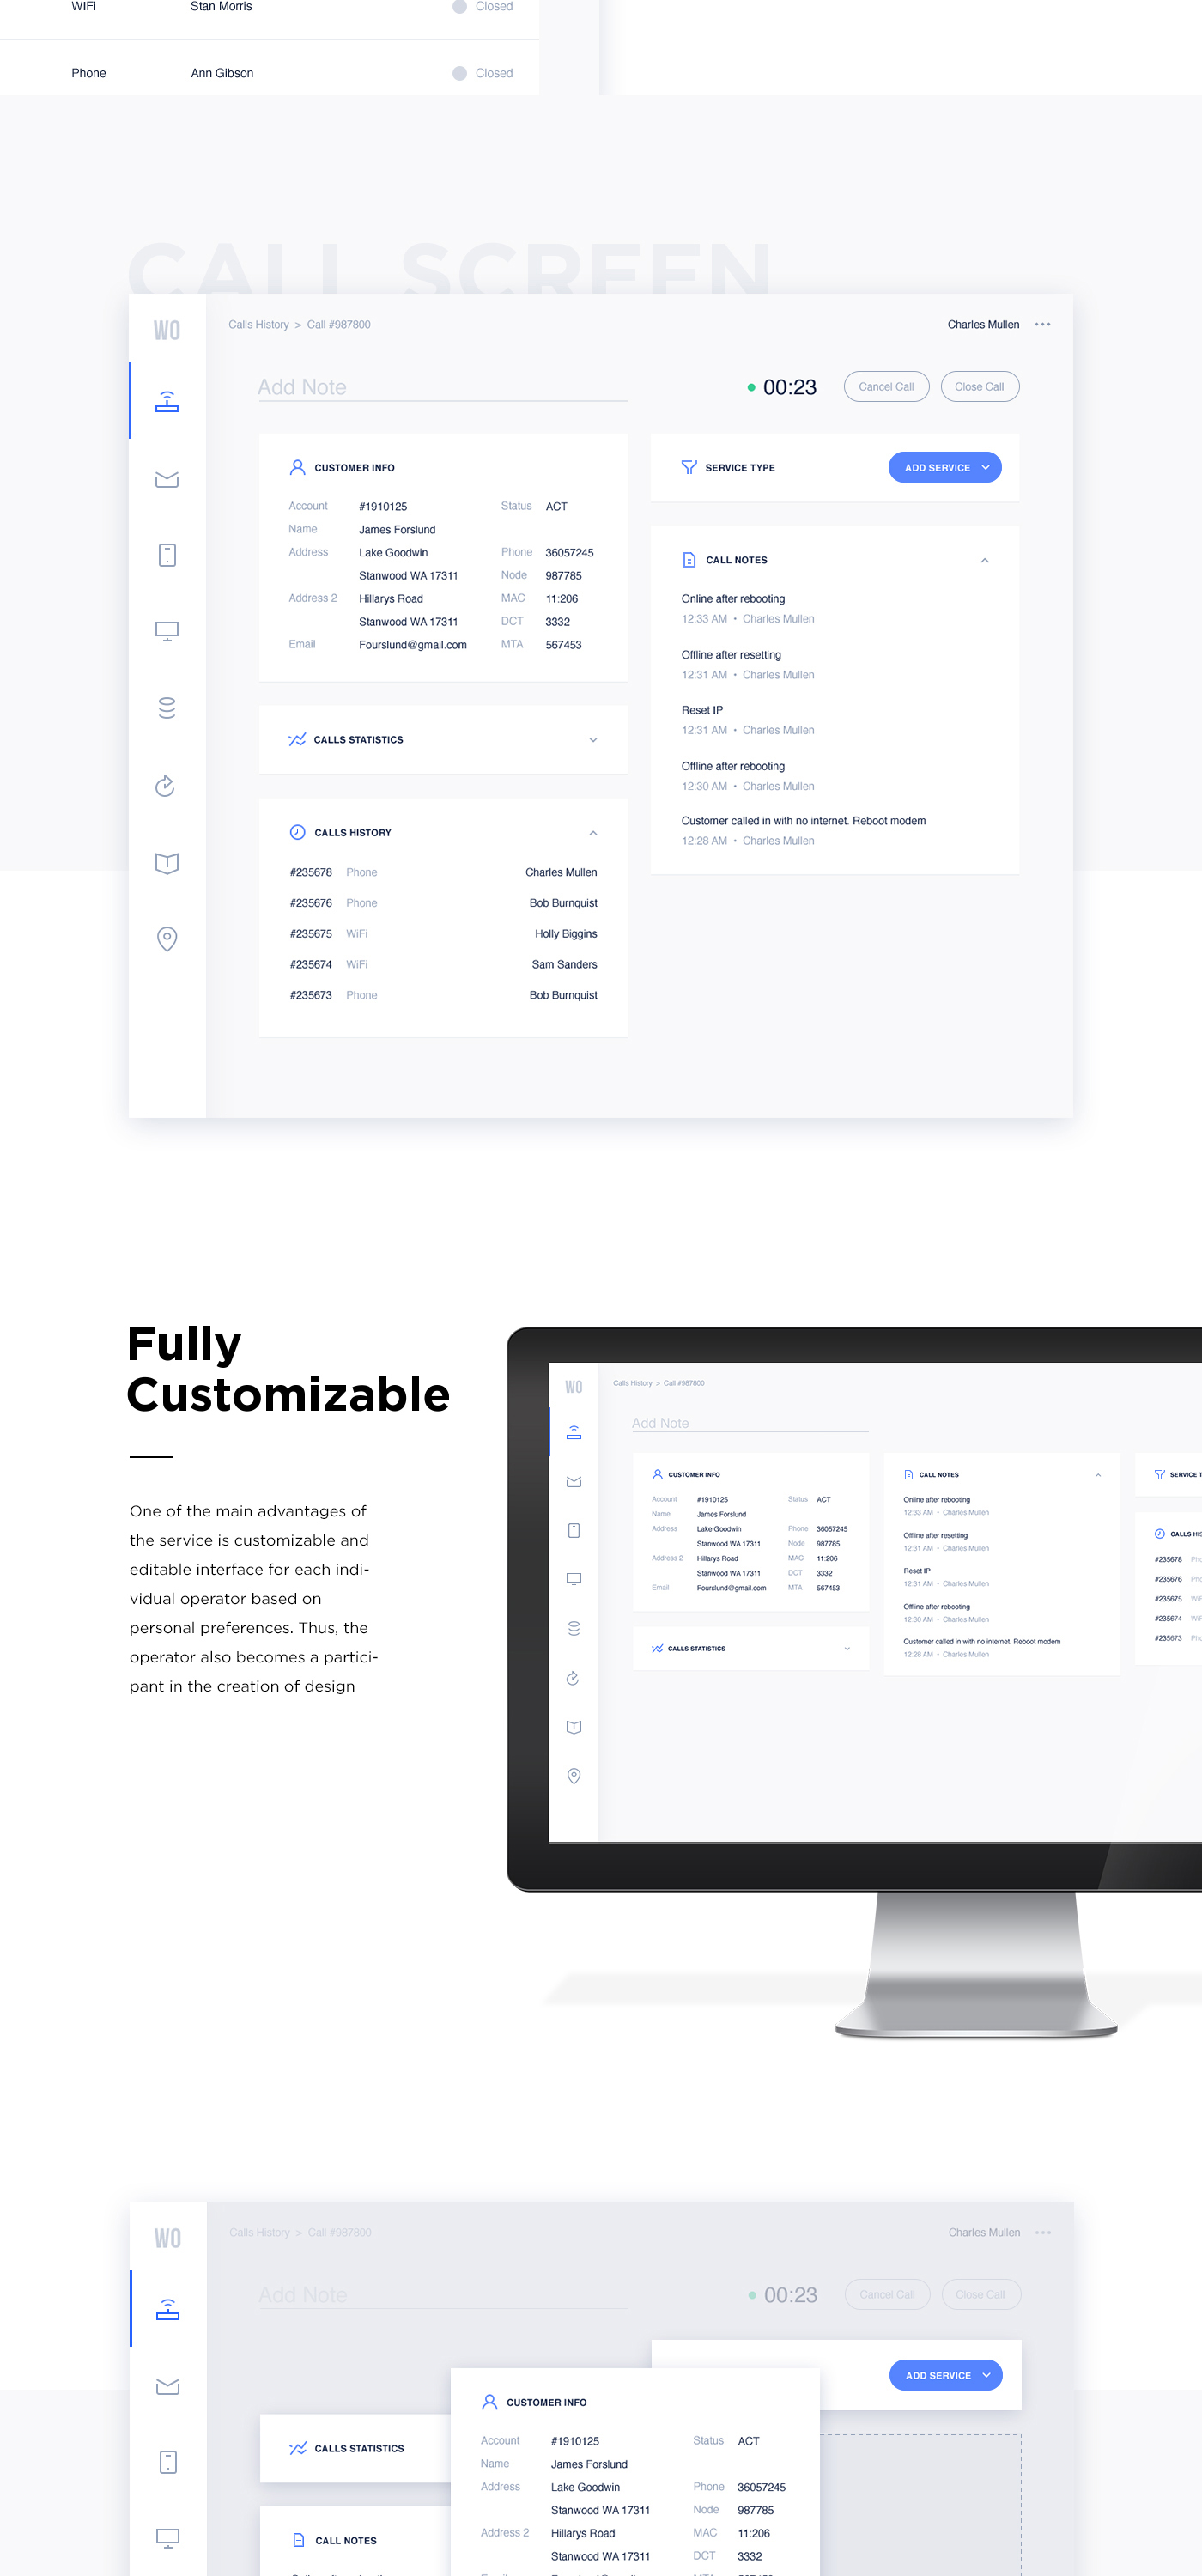 WIFi Stan Morris Closed
Phone Ann Gibson Closed
CALL SCREEN
WO
Calls History > Call #987800
Charles Mullen
Add Note
00:23
Cancel Call
Close Call
CUSTOMER INFO
Account #1910125 Status ACT
Name James Forslund
Address Lake Goodwin Phone 36057245
Stanwood WA 17311 Node 987785
Address 2 Hillarys Road MAC 11:206
Stanwood WA 17311 DCT 3332
Email Fourslund@gmail.com MTA 567453
CALLS STATISTICS
CALLS HISTORY
#235678 Phone Charles Mullen
#235676 Phone Bob Burnquist
#235675 WiFi Holly Biggins
#235674 WiFi Sam Sanders
#235673 Phone Bob Burnquist
SERVICE TYPE
ADD SERVICE
CALL NOTES
Online after rebooting
12:33 AM • Charles Mullen
Offline after resetting
12:31 AM • Charles Mullen
Reset IP
12:31 AM • Charles Mullen
Offline after rebooting
12:30 AM • Charles Mullen
Customer called in with no internet. Reboot modem
12:28 AM • Charles Mullen
Fully
Customizable
One of the main advantages of
the service is customizable and
editable interface for each indi-
vidual operator based on
personal preferences. Thus, the
operator also becomes a partici-
pant in the creation of design
WO
Calls History > Call #987800
Add Note
CUSTOMER INFO
Account #1910125 Status ACT
Name James Forslund
Address Lake Goodwin Phone 36057245
Stanwood WA 17311 Node 987785
Address 2 Hillarys Road MAC 11:206
Stanwood WA 17311 DCT 3332
Email Fourslund@gmail.com MTA 567453
CALLS STATISTICS
CALL NOTES
Online after rebooting
12:33 AM • Charles Mullen
Offline after resetting
12:31 AM • Charles Mullen
Reset IP
12:31 AM • Charles Mullen
Offline after rebooting
12:30 AM • Charles Mullen
Customer called in with no internet. Reboot modem
12:28 AM • Charles Mullen
SERVICE T
CALLS HIS
#235678 Pho
#235676 Pho
#235675 WiF
#235674 WiF
#235673 Pho
WO
Calls History > Call #987800
Charles Mullen
Add Note
00:23
Cancel Call
Close Call
ADD SERVICE
CUSTOMER INFO
Account #1910125 Status ACT
Name James Forslund
Address Lake Goodwin Phone 36057245
Stanwood WA 17311 Node 987785
Address 2 Hillarys Road MAC 11:206
Stanwood WA 17311 DCT 3332
CALLS STATISTICS
CALL NOTES